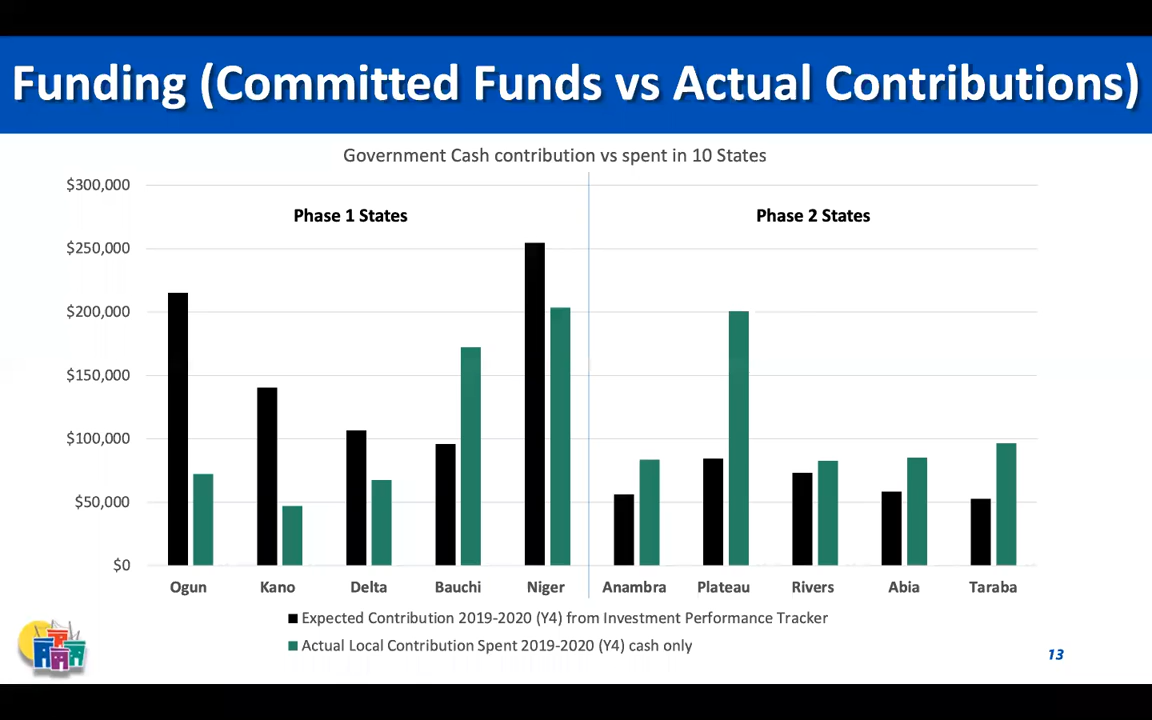 Funding (Committed Funds vs Actual Contributions)
Government Cash contribution vs spent in 10 States
$300,000
Phase 1 States
Phase 2 States
$250,000
$200,000
$150,000
$100,000
$50,000
$0
Ogun
Kano
Delta
Bauchi
Niger
Anambra
Plateau
Rivers
Abia
Taraba
Expected Contribution 2019-2020 (Y4) from Investment Performance Tracker
Actual Local Contribution Spent 2019-2020 (Y4) cash only
13